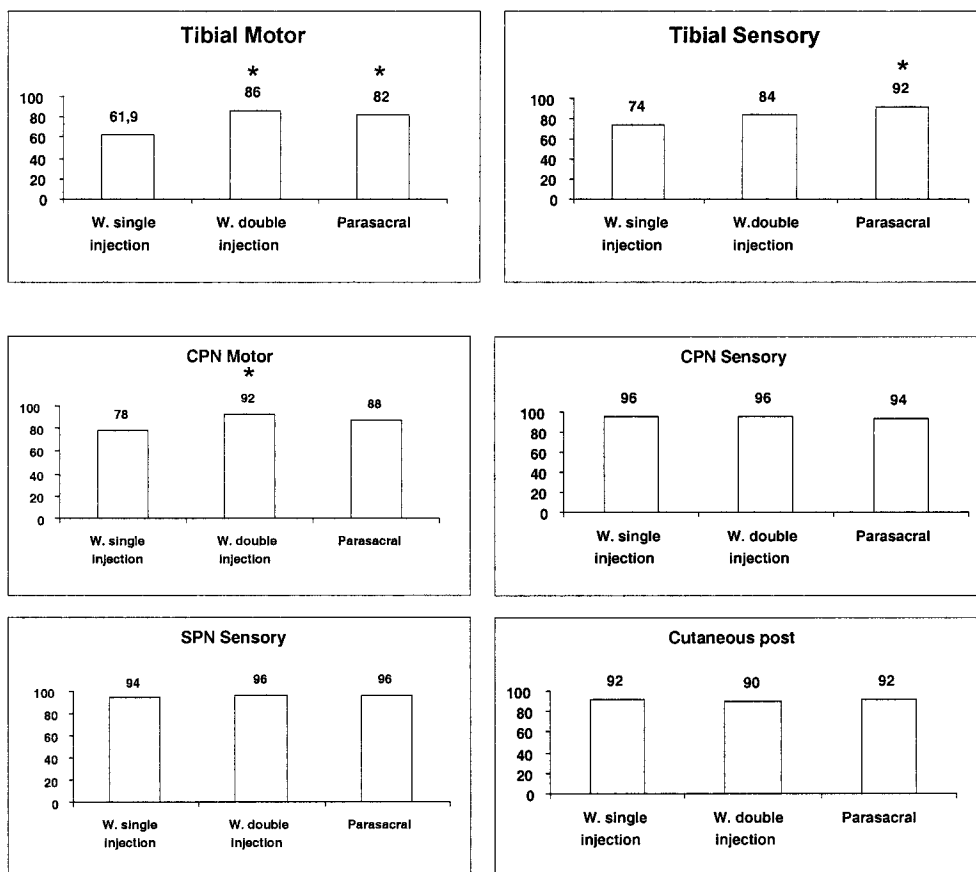 Tibial Motor
* *
86 82
61,9
100
80
60
40
20
0
W. single W. double Parasacral
injection injection
Tibial Sensory
*
92
84
74
100
80
60
40
20
0
W. single W.double Parasacral
injection injection
CPN Motor
*
92
88
78
100
80
60
40
20
0
W. single W. double Parasacral
injection injection
CPN Sensory
96 96 94
100
80
60
40
20
0
W. single W. double Parasacral
injection injection
SPN Sensory
94 96 96
100
80
60
40
20
0
W. single W. double Parasacral
injection injection
Cutaneous post
92 90 92
100
80
60
40
20
0
W. single W. double Parasacral
injection injection